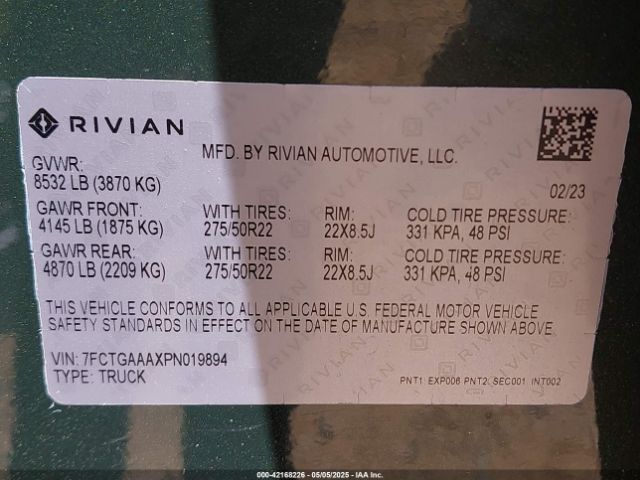 RIVIAN
MFD. BY RIVIAN AUTOMOTIVE, LLC.
GVWR:
8532 LB (3870 KG)
02/23
GAWR FRONT: WITH TIRES: RIM: COLD TIRE PRESSURE:
4145 LB (1875 KG) 275/50R22 22X8.5J 331 KPA, 48 PSI
GAWR REAR: WITH TIRES: RIM: COLD TIRE PRESSURE:
4870 LB (2209 KG) 275/50R22 22X8.5J 331 KPA, 48 PSI
THIS VEHICLE CONFORMS TO ALL APPLICABLE U.S. FEDERAL MOTOR VEHICLE
SAFETY STANDARDS IN EFFECT ON THE DATE OF MANUFACTURE SHOWN ABOVE.
VIN: 7FCTGAAAXPN019894
TYPE: TRUCK
PNT1: EXP006 PNT2: SEC001 INT002
000-42168226 - 05/05/2025 - IAA Inc.